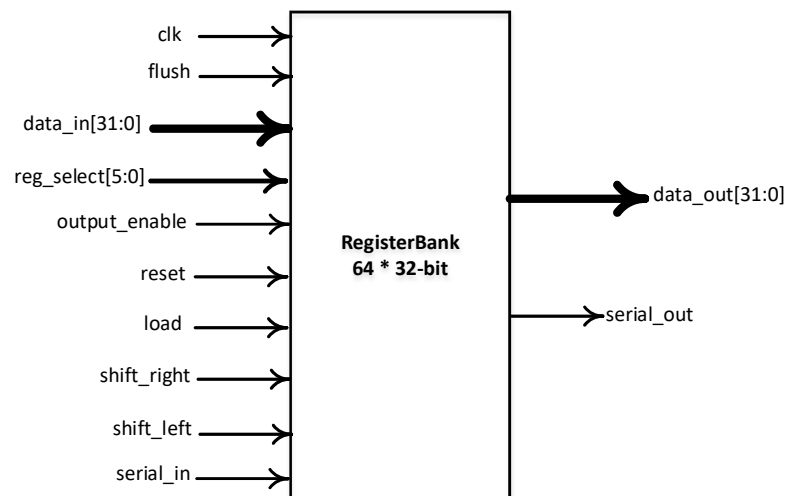 clk
flush
data_in[31:0]
reg_select[5:0]
output_enable
reset
load
shift_right
shift_left
serial_in
RegisterBank
64 * 32-bit
data_out[31:0]
serial_out